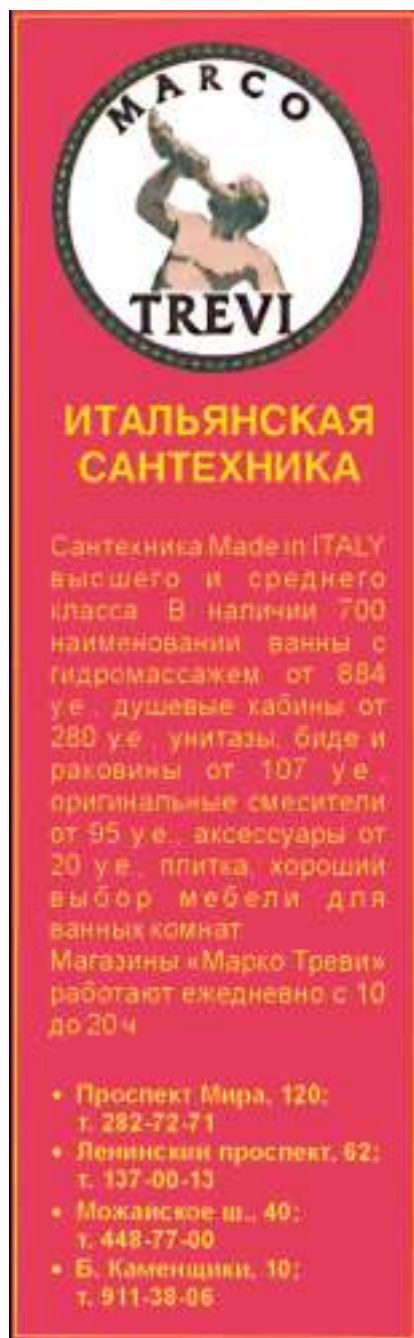 MARCO
TREVI
ИТАЛЬЯНСКАЯ
САНТЕХНИКА
Сантехника Made in ITALY
высшего и среднего
класса. В наличии 700
наименований: ванны с
гидромассажем от 884
у.е., душевые кабины от
280 у.е., унитазы, биде и
раковины от 107 у.е.,
оригинальные смесители
от 95 у.е., аксессуары от
20 у.е., плитка, хороший
выбор мебели для
ванных комнат.
Магазины «Марко Треви»
работают ежедневно с 10
до 20 ч.
• Проспект Мира, 120;
т. 282-72-71
• Ленинский проспект, 62;
т. 137-00-13
• Можайское ш., 40;
т. 448-77-00
• Б. Каменщики, 10;
т. 911-38-06